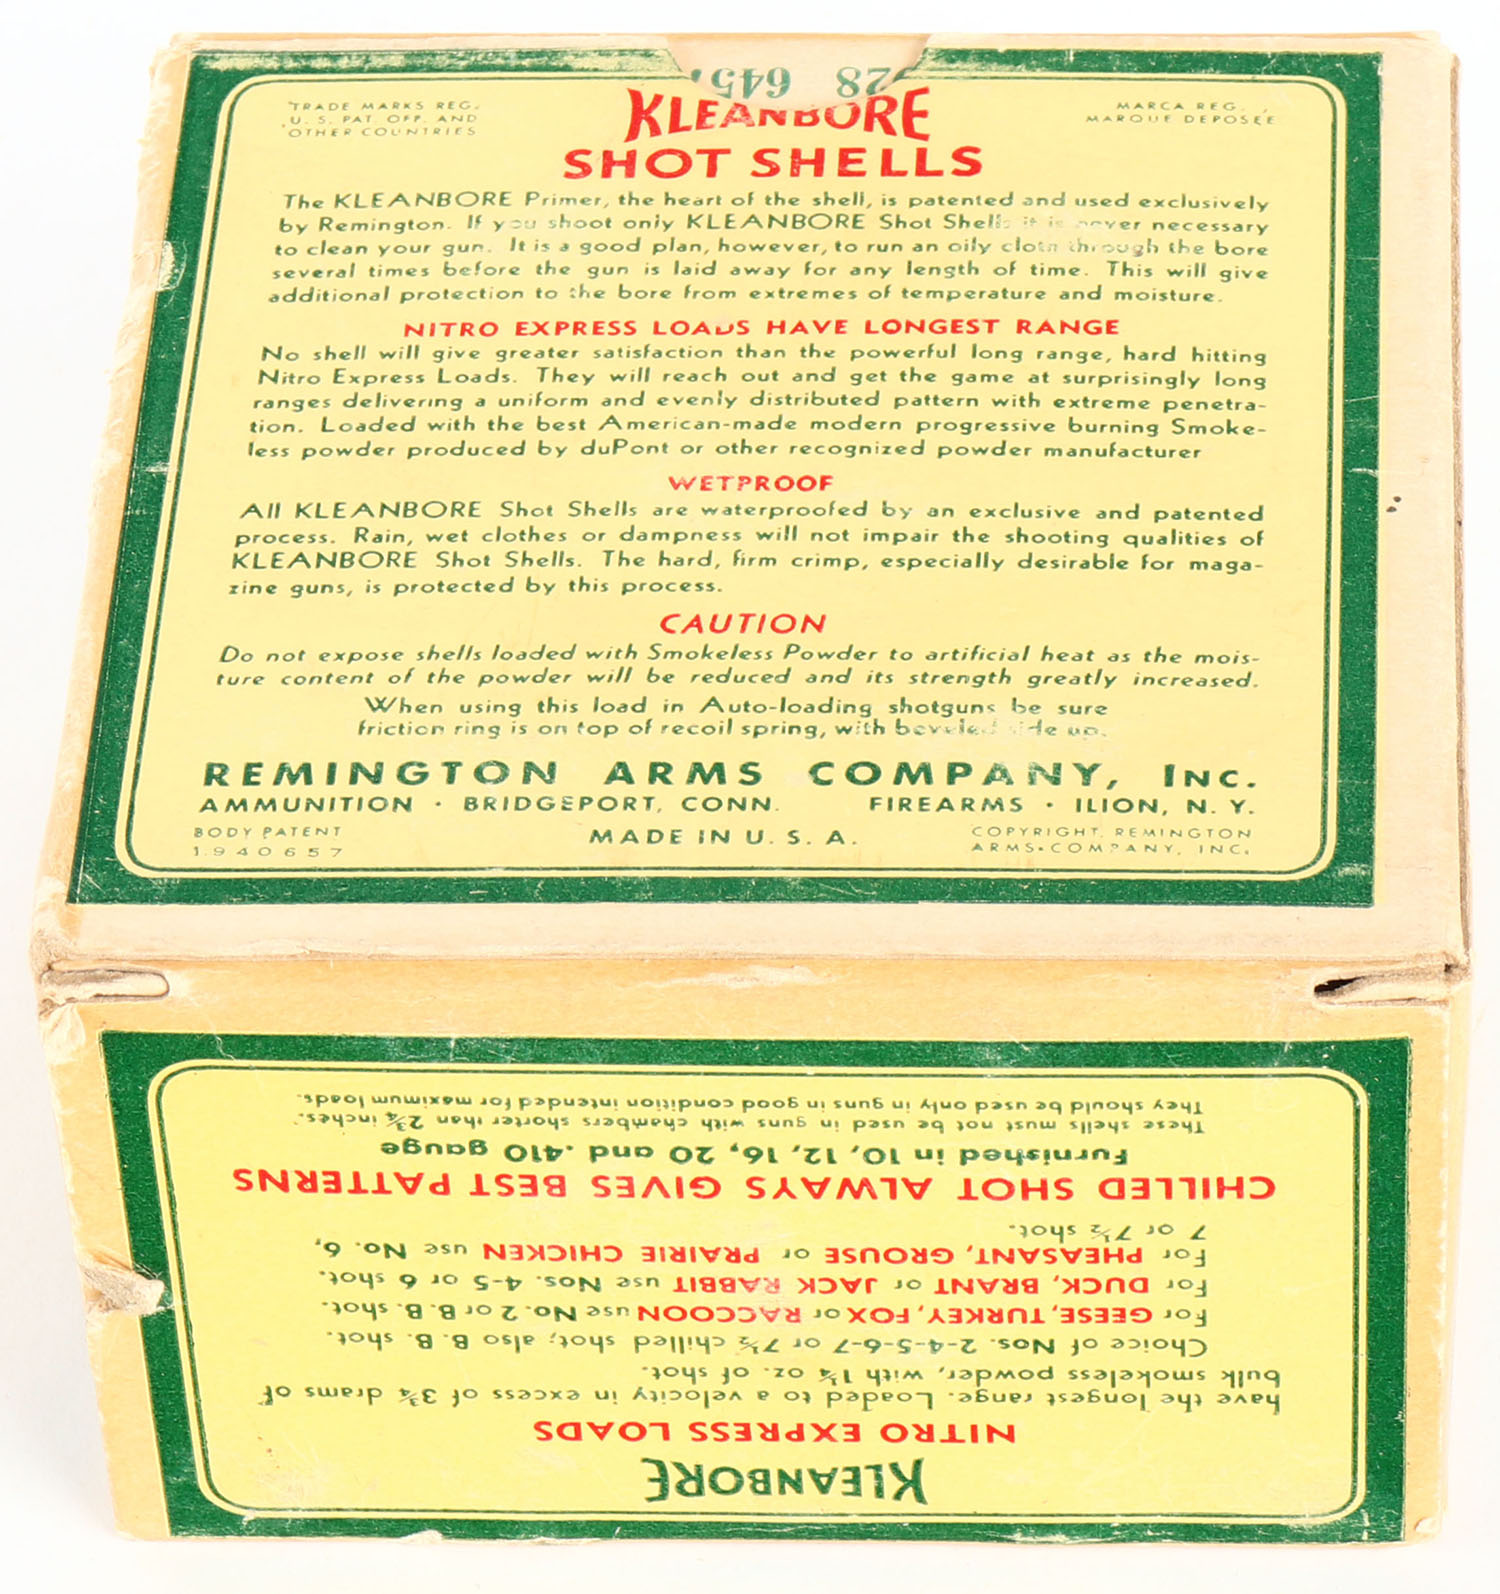 28 645
TRADE MARKS REG.
U. S. PAT. OFF. AND
OTHER COUNTRIES
MARCA REG.,
MARQUE DEPOSÉE
KLEANBORE
SHOT SHELLS
The KLEANBORE Primer, the heart of the shell, is patented and used exclusively
by Remington. If you shoot only KLEANBORE Shot Shells it is never necessary
to clean your gun. It is a good plan, however, to run an oily cloth through the bore
several times before the gun is laid away for any length of time. This will give
additional protection to the bore from extremes of temperature and moisture.
NITRO EXPRESS LOADS HAVE LONGEST RANGE
No shell will give greater satisfaction than the powerful long range, hard hitting
Nitro Express Loads. They will reach out and get the game at surprisingly long
ranges delivering a uniform and evenly distributed pattern with extreme penetra-
tion. Loaded with the best American-made modern progressive burning Smoke-
less powder produced by duPont or other recognized powder manufacturer
WETPROOF
All KLEANBORE Shot Shells are waterproofed by an exclusive and patented
process. Rain, wet clothes or dampness will not impair the shooting qualities of
KLEANBORE Shot Shells. The hard, firm crimp, especially desirable for maga-
zine guns, is protected by this process.
CAUTION
Do not expose shells loaded with Smokeless Powder to artificial heat as the mois-
ture content of the powder will be reduced and its strength greatly increased.
When using this load in Auto-loading shotguns be sure
friction ring is on top of recoil spring, with beveled side up.
REMINGTON ARMS COMPANY, INC.
AMMUNITION · BRIDGEPORT, CONN. FIREARMS · ILION, N. Y.
BODY PATENT
1,940,657
MADE IN U. S. A.
COPYRIGHT, REMINGTON
ARMS COMPANY, INC.
KLEANBORE
NITRO EXPRESS LOADS
have the longest range. Loaded to a velocity in excess of 3¾ drams of
bulk smokeless powder, with 1¼ oz. of shot.
Choice of Nos. 2-4-5-6-7 or 7½ chilled shot; also B. B. shot.
For GEESE, TURKEY, FOX or RACCOON use No. 2 or B. B. shot.
For DUCK, BRANT or JACK RABBIT use Nos. 4-5 or 6 shot.
For PHEASANT, GROUSE or PRAIRIE CHICKEN use No. 6,
7 or 7½ shot.
CHILLED SHOT ALWAYS GIVES BEST PATTERNS
Furnished in 10, 12, 16, 20 and .410 gauge
These shells must not be used in guns with chambers shorter than 2¾ inches.
They should be used only in guns in good condition intended for maximum loads.